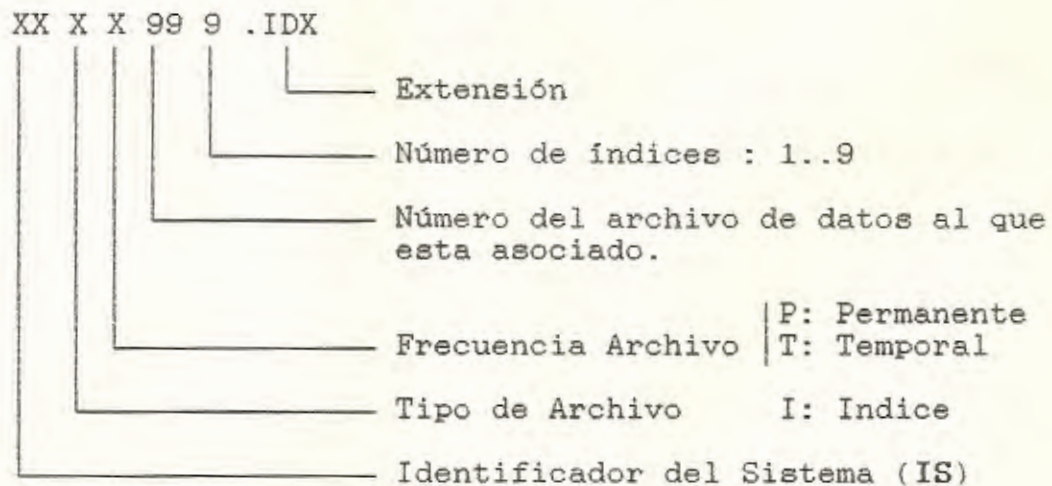 XX X X 99 9 .IDX
Extensión
Número de índices : 1..9
Número del archivo de datos al que
esta asociado.
P: Permanente
Frecuencia Archivo T: Temporal
Tipo de Archivo I: Indice
Identificador del Sistema (IS)